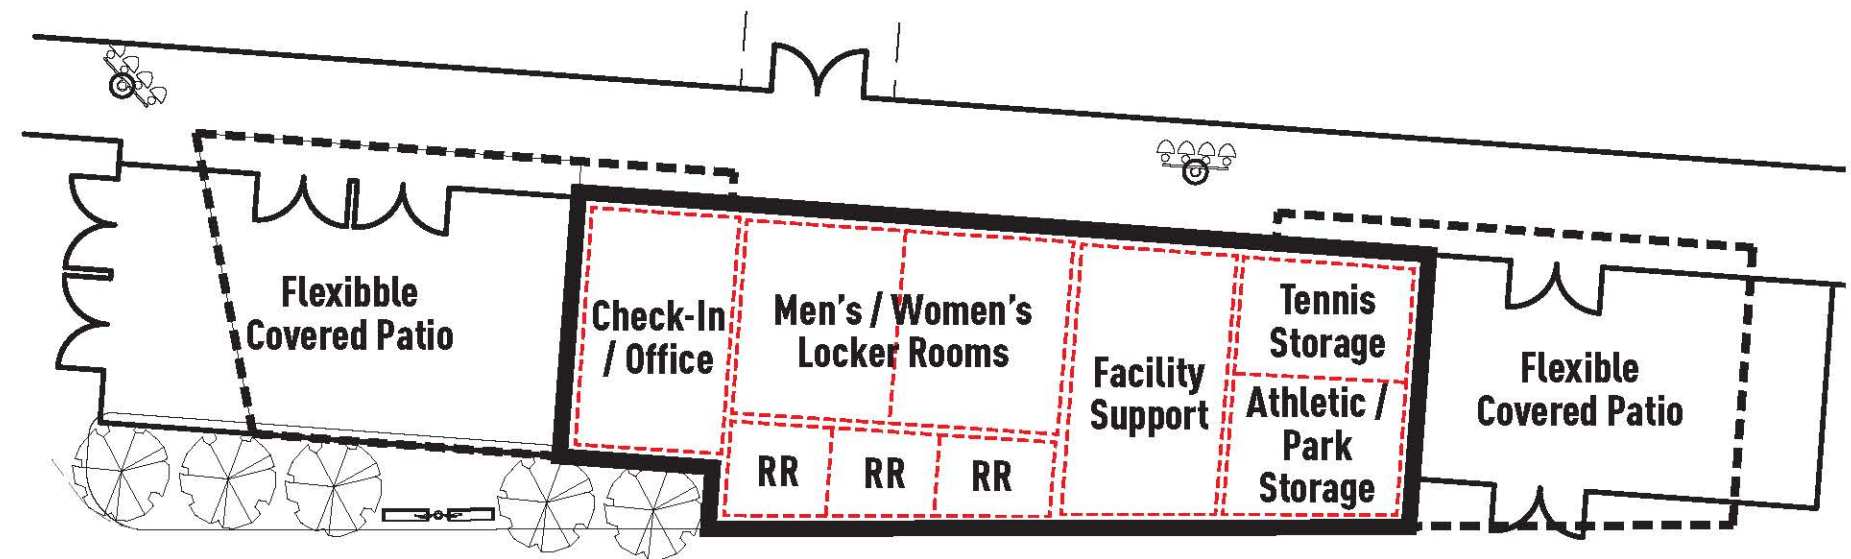 Flexibble
Covered Patio
Check-In
/ Office
Men's / Women's
Locker Rooms
RR
RR
RR
Facility
Support
Tennis
Storage
Athletic /
Park
Storage
Flexible
Covered Patio